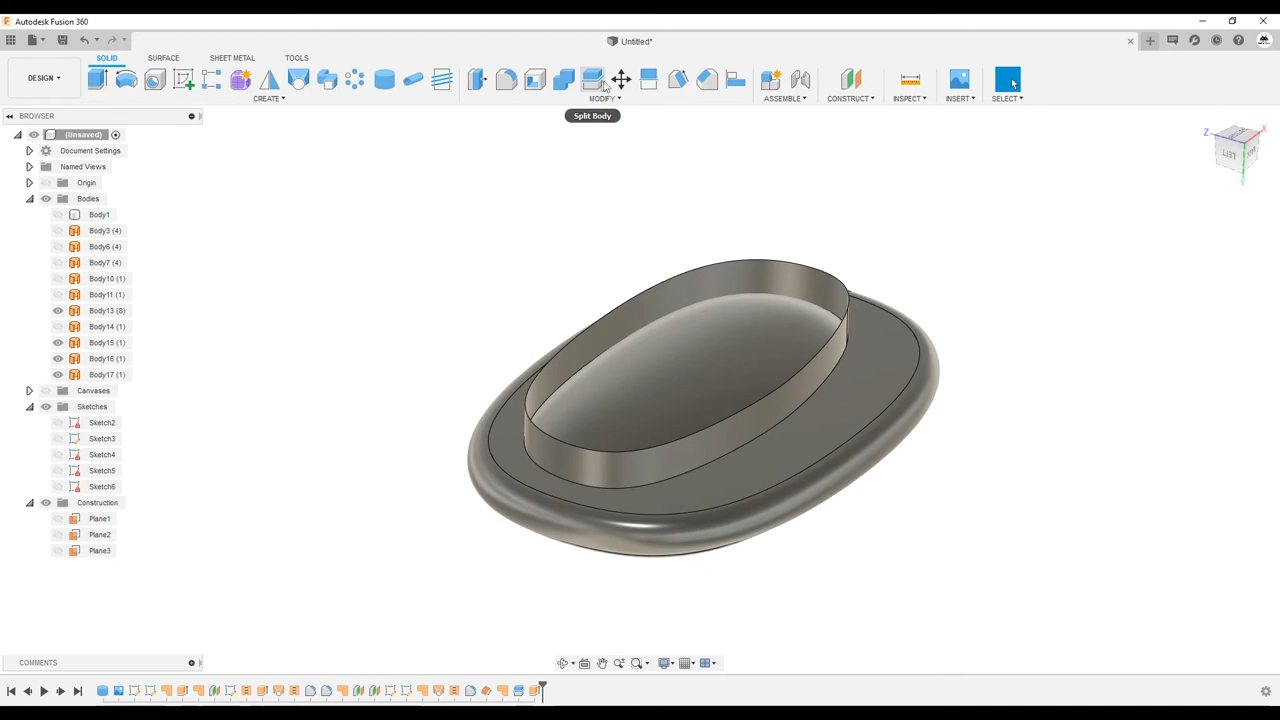 Autodesk Fusion 360
Untitled*
SOLID SURFACE SHEET METAL TOOLS
DESIGN
CREATE MODIFY ASSEMBLE CONSTRUCT INSPECT INSERT SELECT
BROWSER
Split Body
(Unsaved)
Document Settings
Named Views
Origin
Bodies
Body1
Body3 (4)
Body6 (4)
Body7 (4)
Body10 (1)
Body11 (1)
Body13 (8)
Body14 (1)
Body15 (1)
Body16 (1)
Body17 (1)
Canvases
Sketches
Sketch2
Sketch3
Sketch4
Sketch5
Sketch6
Construction
Plane1
Plane2
Plane3
Z X
LEFT
Y
COMMENTS